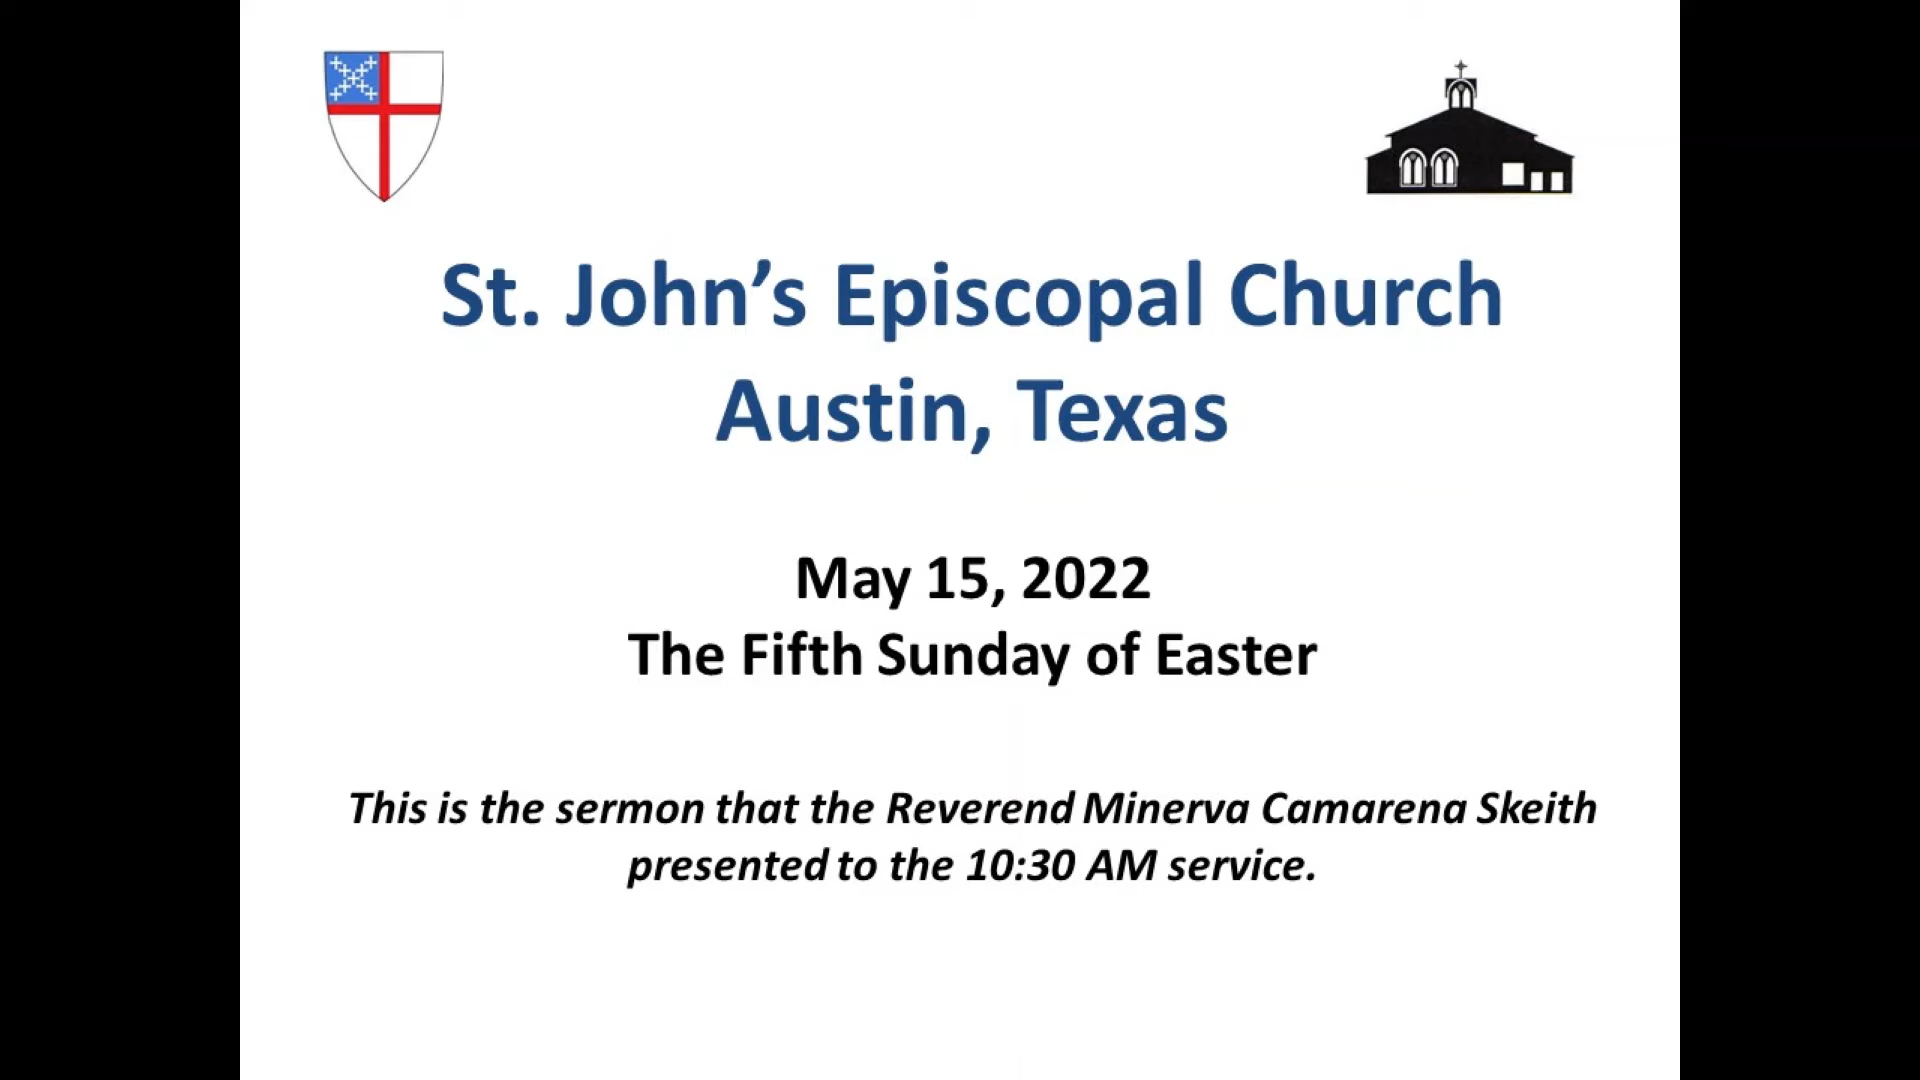 St. John’s Episcopal Church
Austin, Texas
May 15, 2022
The Fifth Sunday of Easter
This is the sermon that the Reverend Minerva Camarena Skeith
presented to the 10:30 AM service.